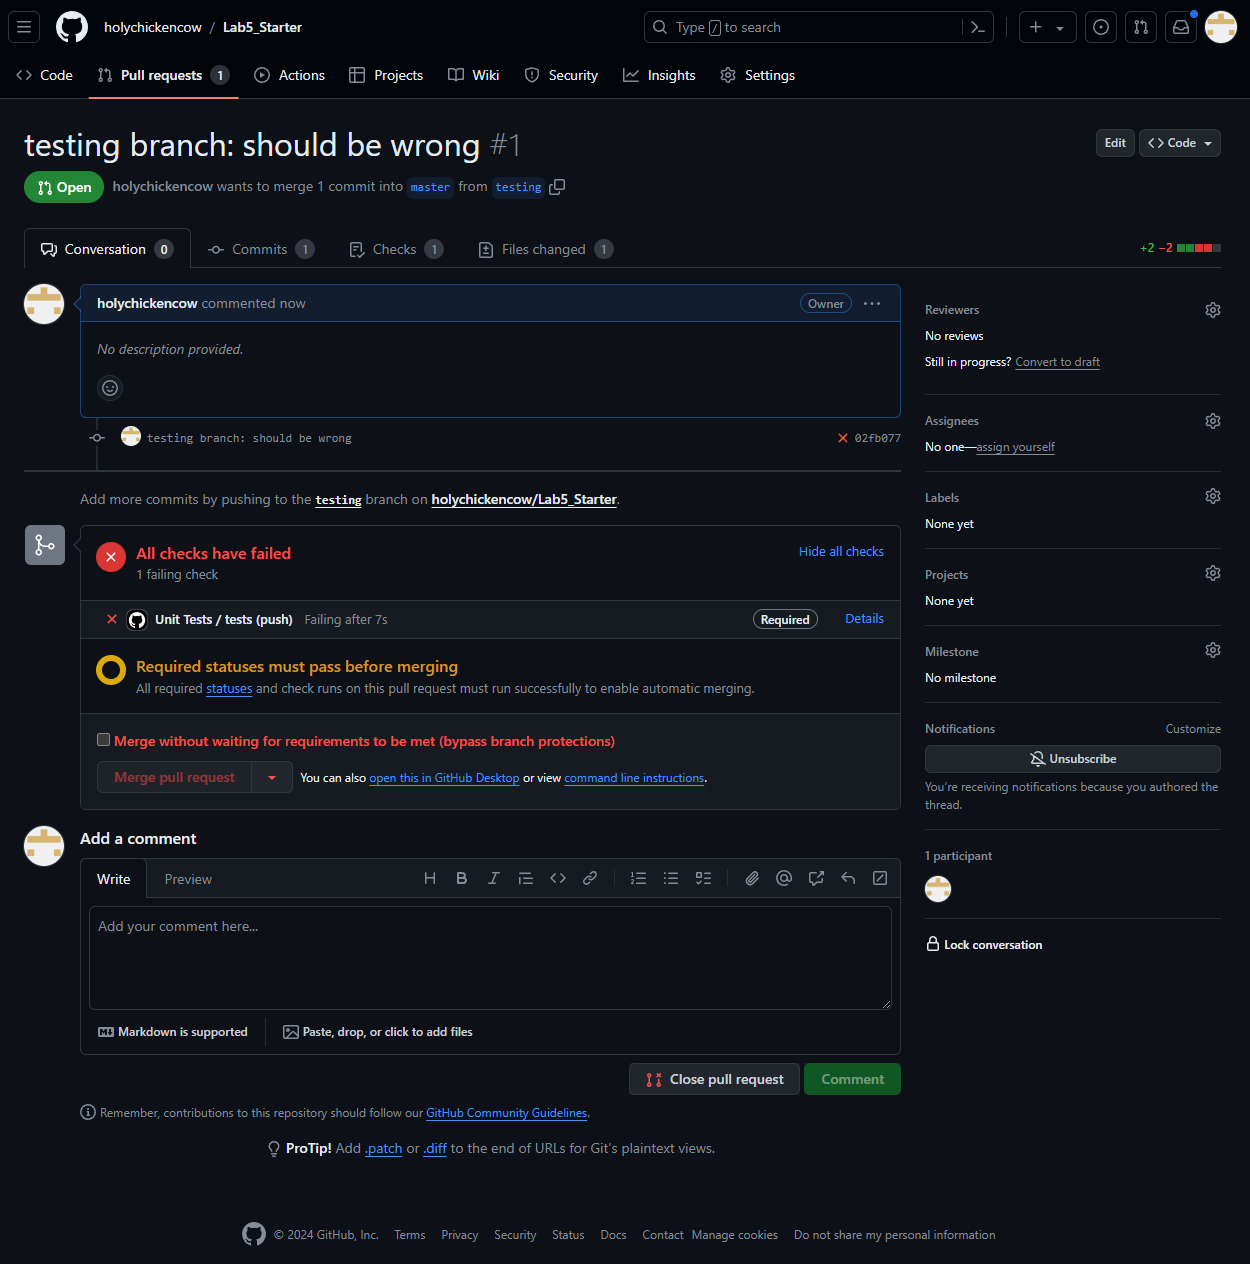 holychickencow / Lab5_Starter
Type / to search
Code
Pull requests 1
Actions
Projects
Wiki
Security
Insights
Settings
testing branch: should be wrong #1
Edit
Code
Open
holychickencow wants to merge 1 commit into master from testing
Conversation 0
Commits 1
Checks 1
Files changed 1
+2 −2
holychickencow commented now
Owner
No description provided.
testing branch: should be wrong
02fb077
Add more commits by pushing to the testing branch on holychickencow/Lab5_Starter.
All checks have failed
1 failing check
Hide all checks
Unit Tests / tests (push) Failing after 7s
Required
Details
Required statuses must pass before merging
All required statuses and check runs on this pull request must run successfully to enable automatic merging.
Merge without waiting for requirements to be met (bypass branch protections)
Merge pull request
You can also open this in GitHub Desktop or view command line instructions.
Add a comment
Write
Preview
Add your comment here...
Markdown is supported
Paste, drop, or click to add files
Close pull request
Comment
Remember, contributions to this repository should follow our GitHub Community Guidelines.
ProTip! Add .patch or .diff to the end of URLs for Git's plaintext views.
Reviewers
No reviews
Still in progress? Convert to draft
Assignees
No one—assign yourself
Labels
None yet
Projects
None yet
Milestone
No milestone
Notifications
Customize
Unsubscribe
You're receiving notifications because you authored the
thread.
1 participant
Lock conversation
© 2024 GitHub, Inc.
Terms
Privacy
Security
Status
Docs
Contact
Manage cookies
Do not share my personal information